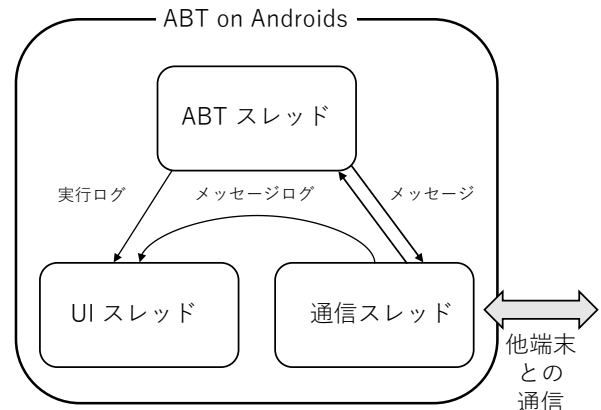 ABT on Androids
ABT スレッド
実行ログ
メッセージログ
メッセージ
UI スレッド
通信スレッド
他端末
との
通信